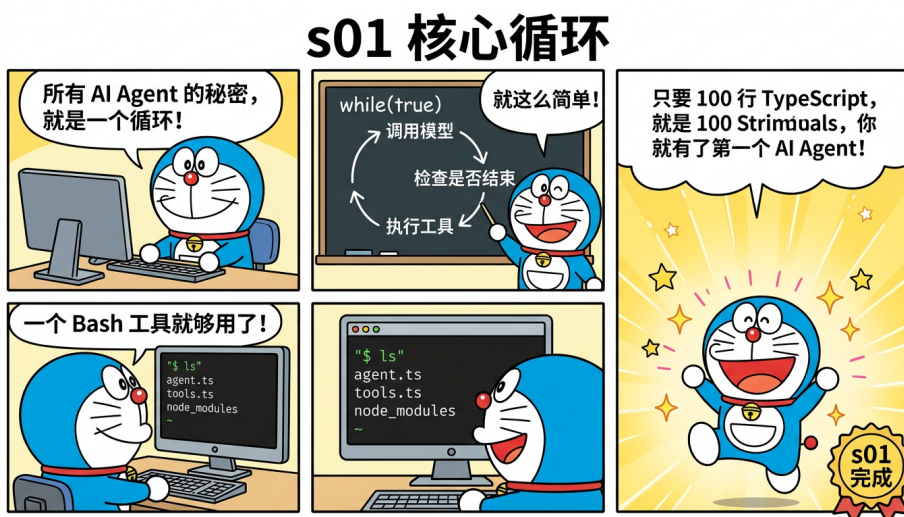 s01 核心循环
所有 AI Agent 的秘密，
就是一个循环！
while(true)
调用模型
检查是否结束
执行工具
就这么简单！
一个 Bash 工具就够用了！
"$ ls"
agent.ts
tools.ts
node_modules
~
"$ ls"
agent.ts
tools.ts
node_modules
~
只要 100 行 TypeScript，
就是 100 你
就有了第一个 AI Agent！
s01
完成